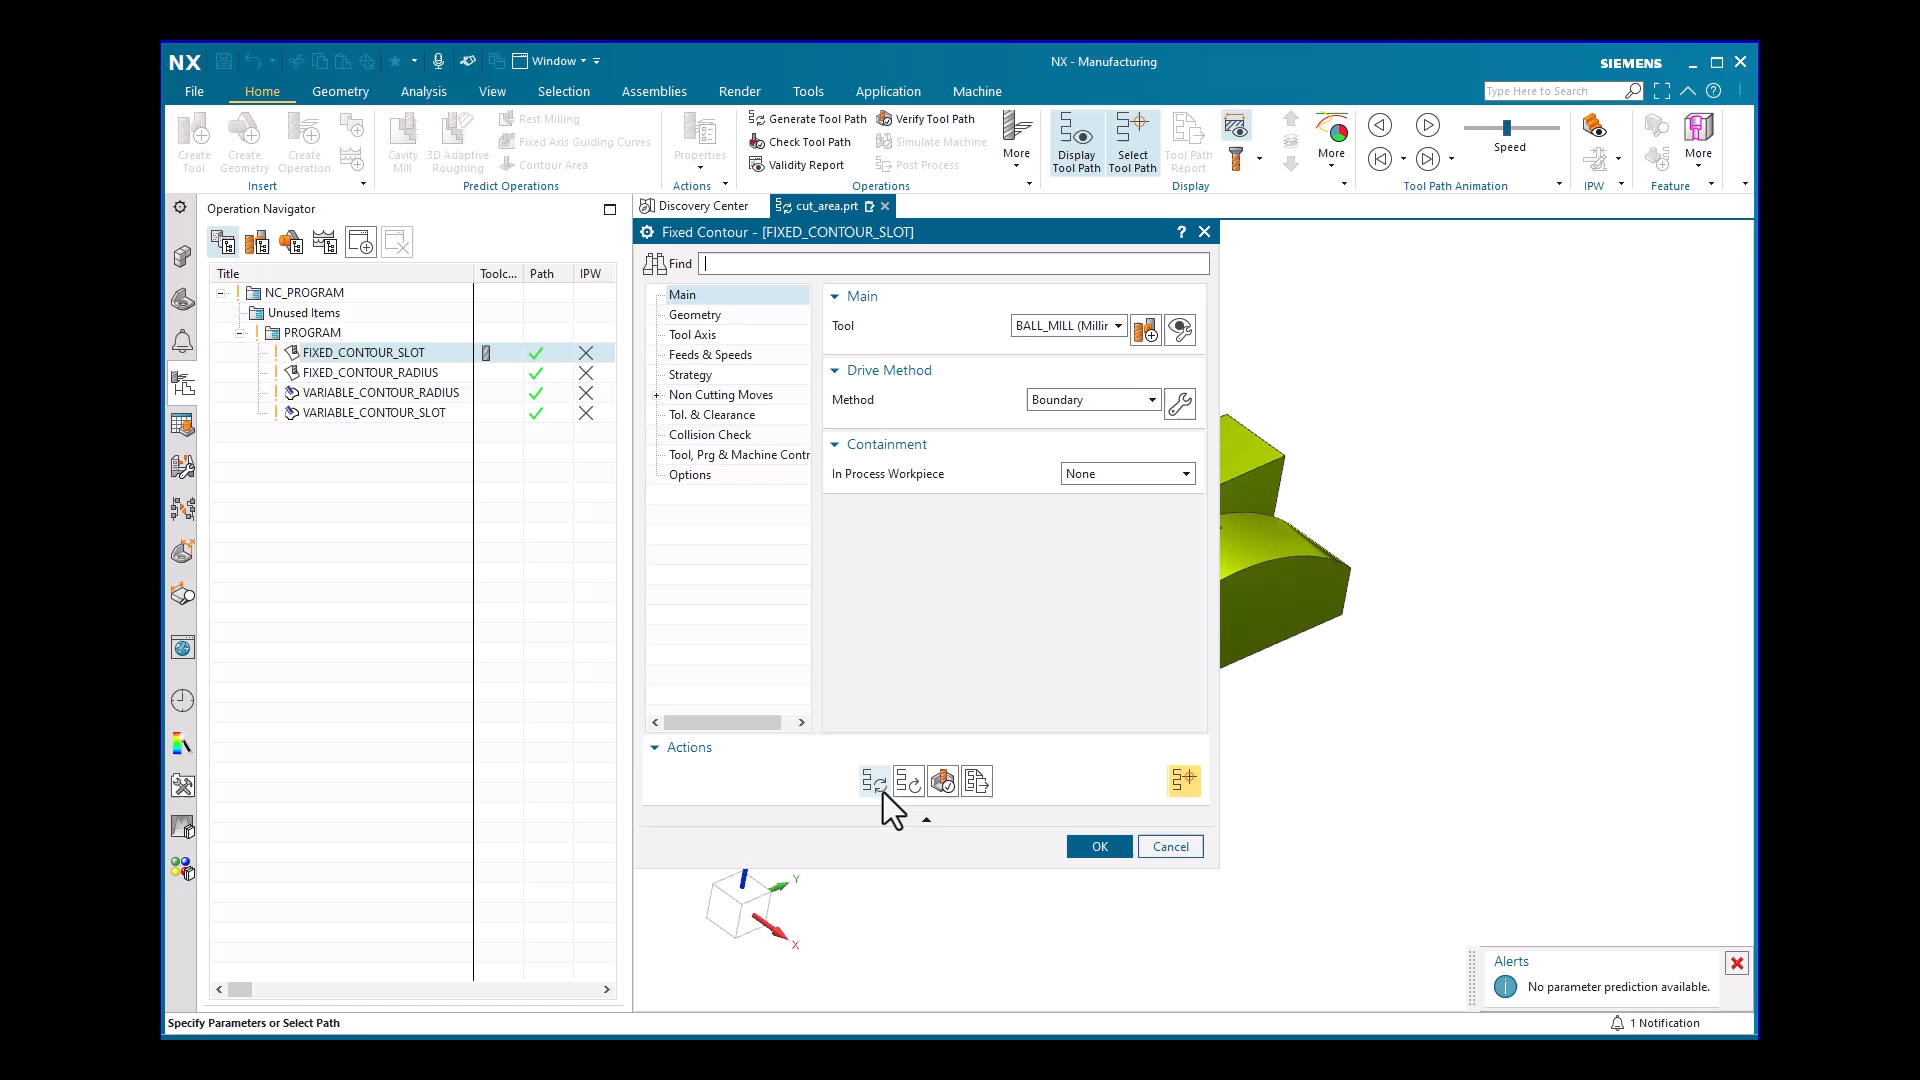 NX
Window
NX - Manufacturing
SIEMENS
File
Home
Geometry
Analysis
View
Selection
Assemblies
Render
Tools
Application
Machine
Type Here to Search
Create Tool
Create Geometry
Create Operation
Insert
Cavity Mill
3D Adaptive Roughing
Rest Milling
Fixed Axis Guiding Curves
Contour Area
Predict Operations
Properties
Actions
Generate Tool Path
Check Tool Path
Validity Report
Verify Tool Path
Simulate Machine
Post Process
More
Operations
Display Tool Path
Select Tool Path
Tool Path Report
More
Display
Speed
Tool Path Animation
IPW
More
Feature
Operation Navigator
Discovery Center
cut_area.prt
Title
Toolc...
Path
IPW
NC_PROGRAM
Unused Items
PROGRAM
FIXED_CONTOUR_SLOT
FIXED_CONTOUR_RADIUS
VARIABLE_CONTOUR_RADIUS
VARIABLE_CONTOUR_SLOT
Fixed Contour - [FIXED_CONTOUR_SLOT]
Find
Main
Geometry
Tool Axis
Feeds & Speeds
Strategy
Non Cutting Moves
Tol. & Clearance
Collision Check
Tool, Prg & Machine Contr
Options
Main
Tool
BALL_MILL (Millir
Drive Method
Method
Boundary
Containment
In Process Workpiece
None
Actions
OK
Cancel
Y
X
Alerts
No parameter prediction available.
Specify Parameters or Select Path
1 Notification